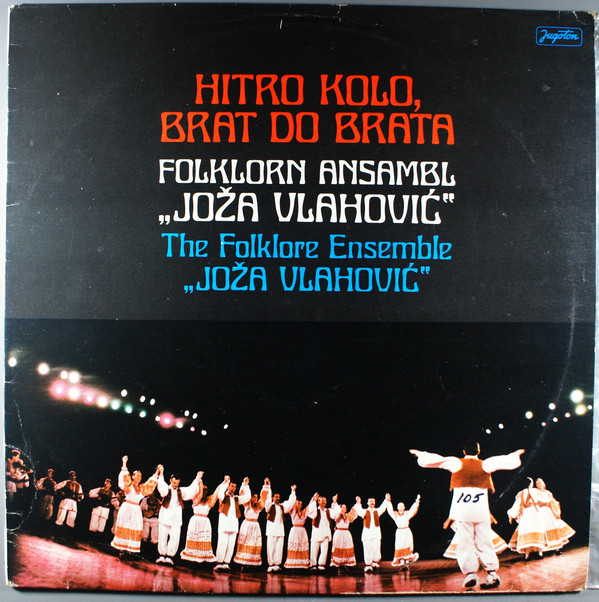 Jugoton
HITRO KOLO,
BRAT DO BRATA
FOLKLORN ANSAMBL
„JOŽA VLAHOVIĆ“
The Folklore Ensemble
„JOŽA VLAHOVIĆ“
105